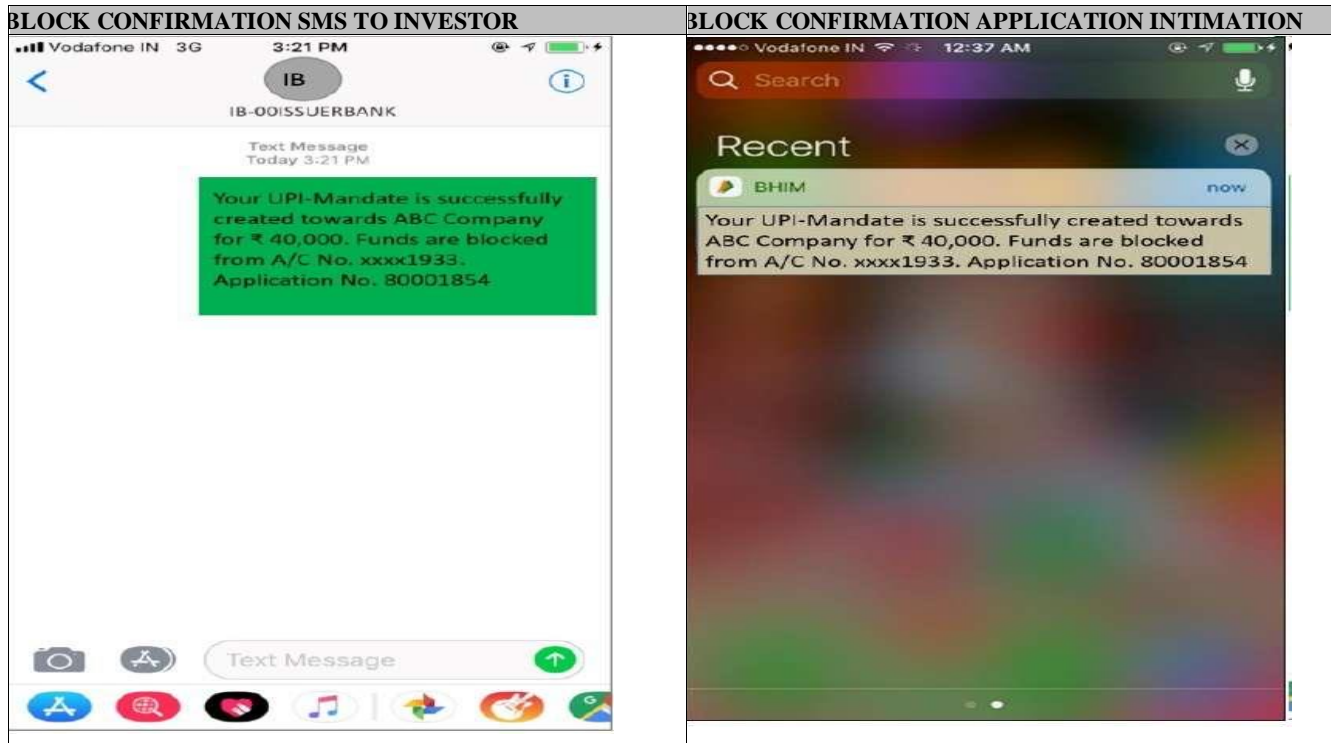 BLOCK CONFIRMATION SMS TO INVESTOR
Vodafone IN 3G 3:21 PM
IB
IB-00ISSUERBANK
Text Message
Today 3:21 PM
Your UPI-Mandate is successfully
created towards ABC Company
for ₹ 40,000. Funds are blocked
from A/C No. xxxx1933.
Application No. 80001854
Text Message
BLOCK CONFIRMATION APPLICATION INTIMATION
Vodafone IN 12:37 AM
Search
Recent
BHIM now
Your UPI-Mandate is successfully created towards
ABC Company for ₹ 40,000. Funds are blocked
from A/C No. xxxx1933. Application No. 80001854